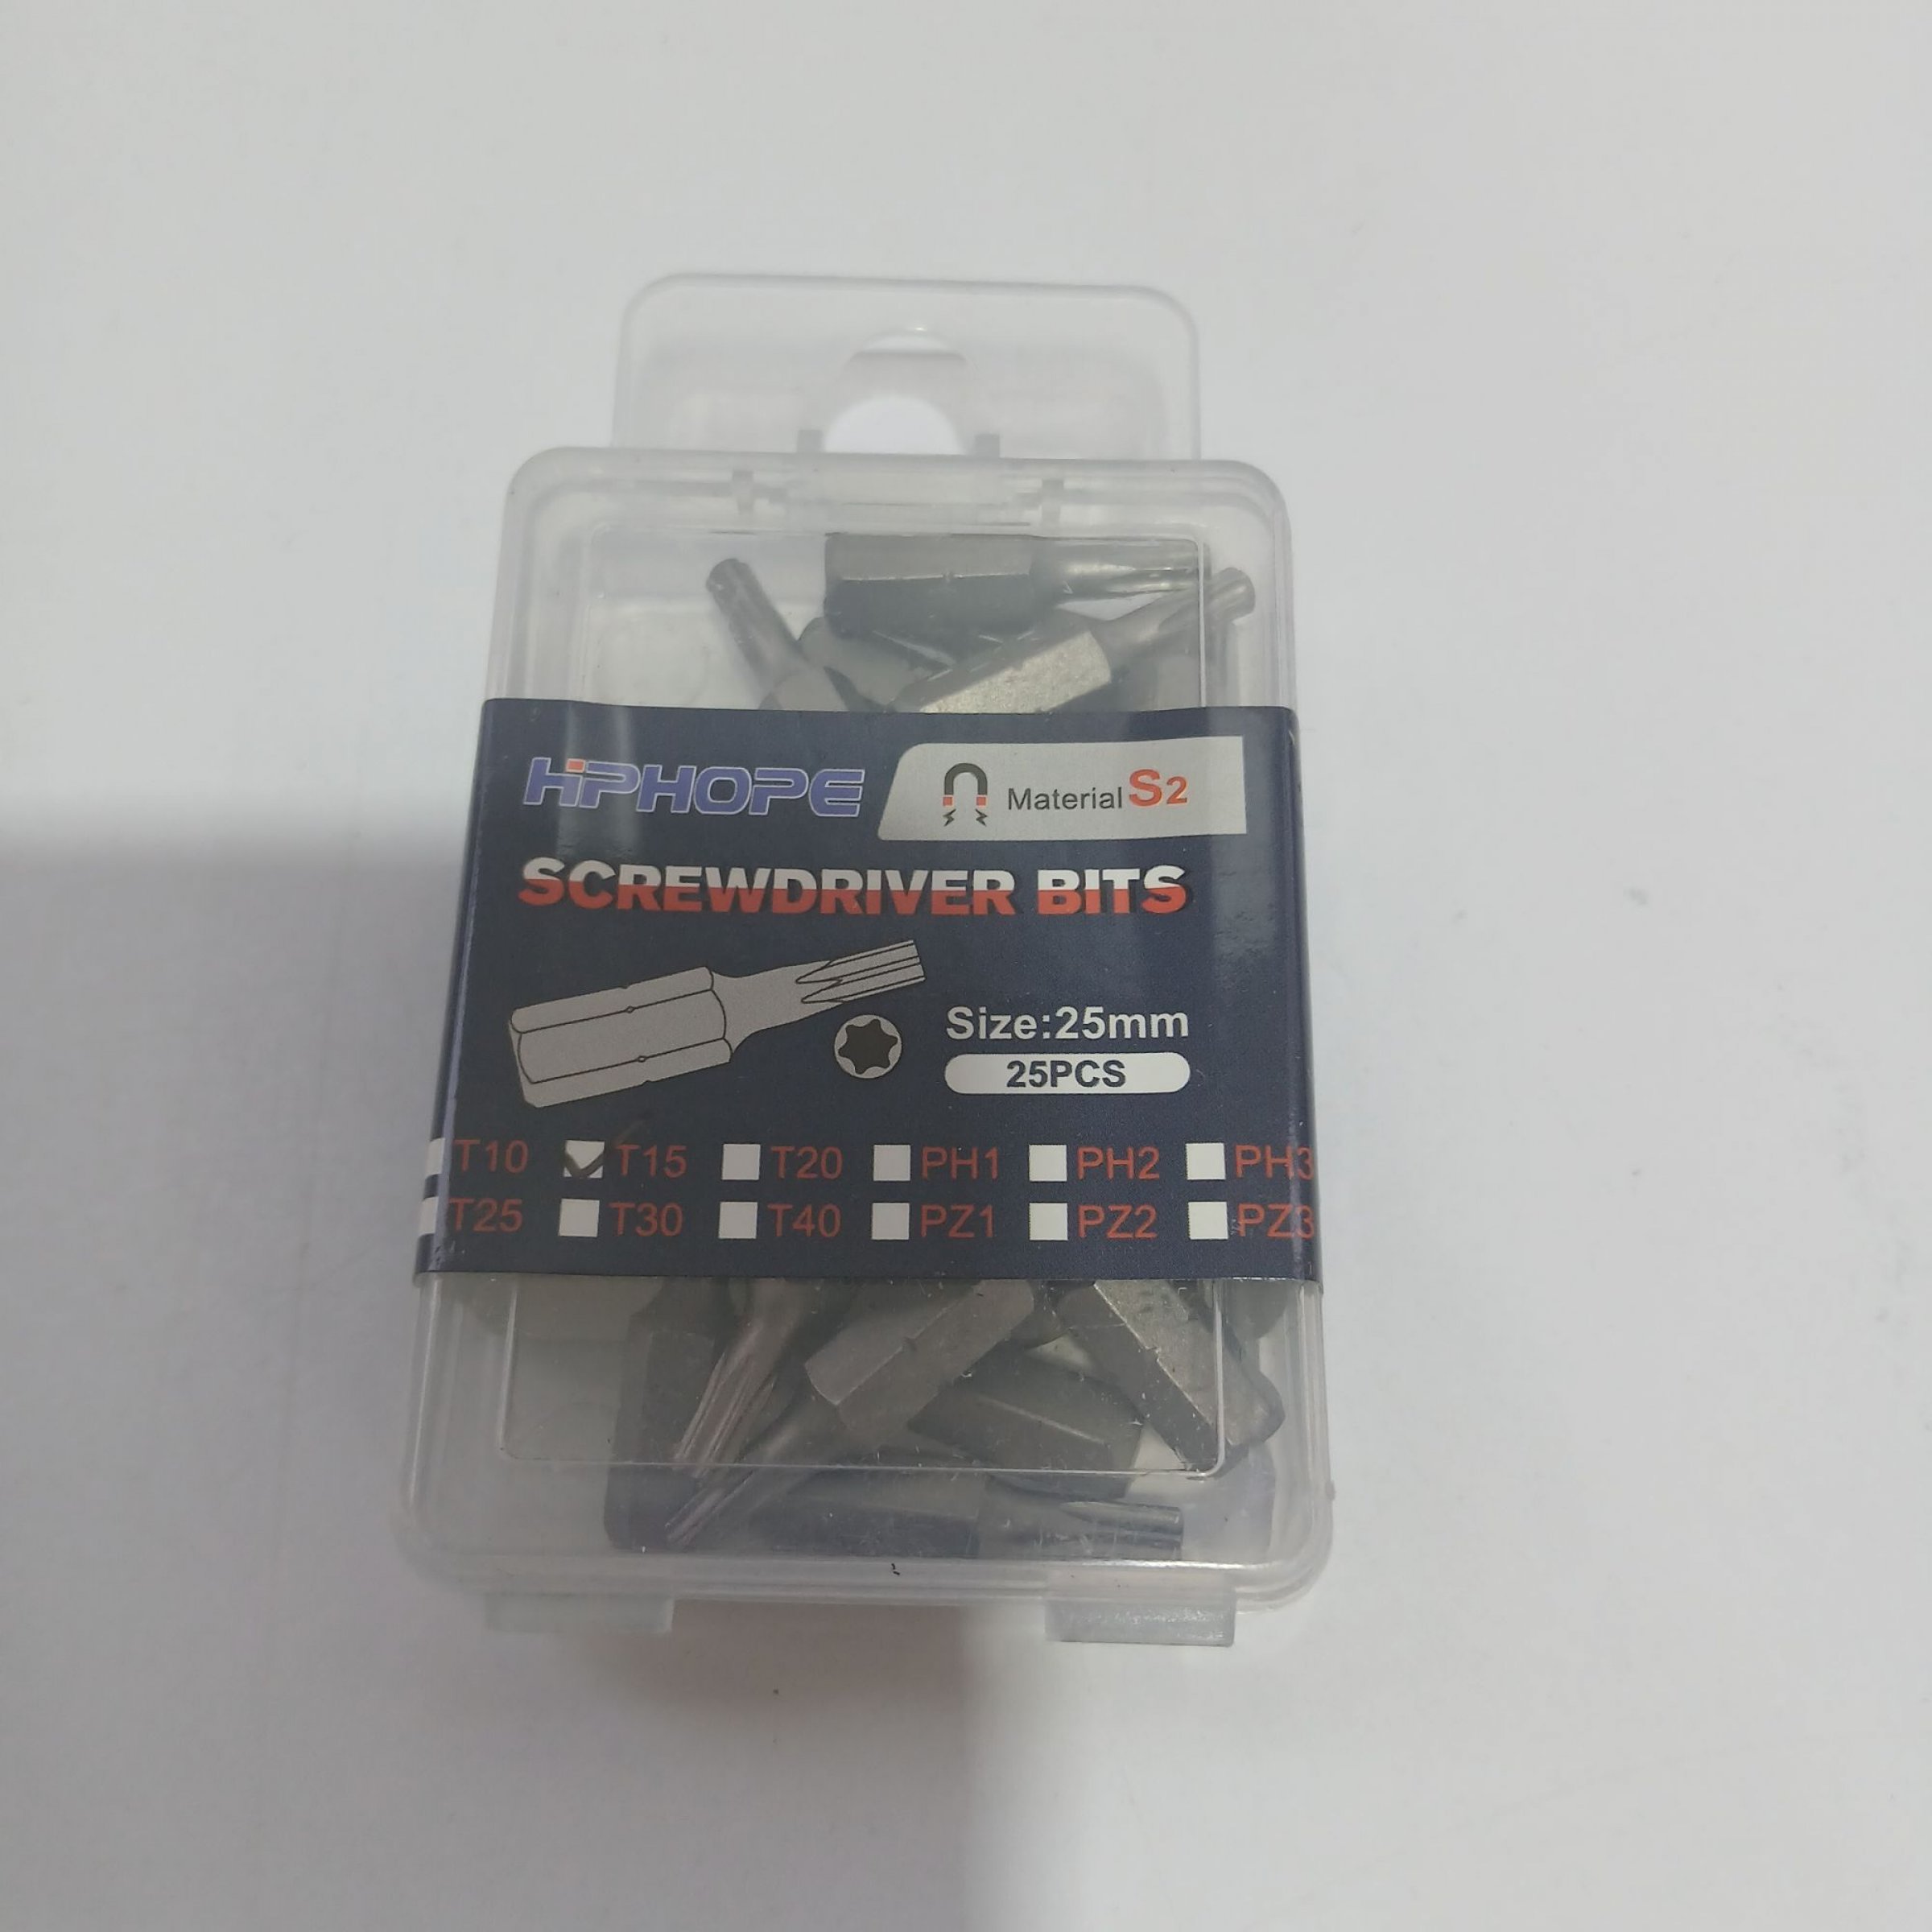 HiPHOPE
Material S2
SCREWDRIVER BITS
Size:25mm
25PCS
T10 T15 T20 PH1 PH2 PH3
T25 T30 T40 PZ1 PZ2 PZ3